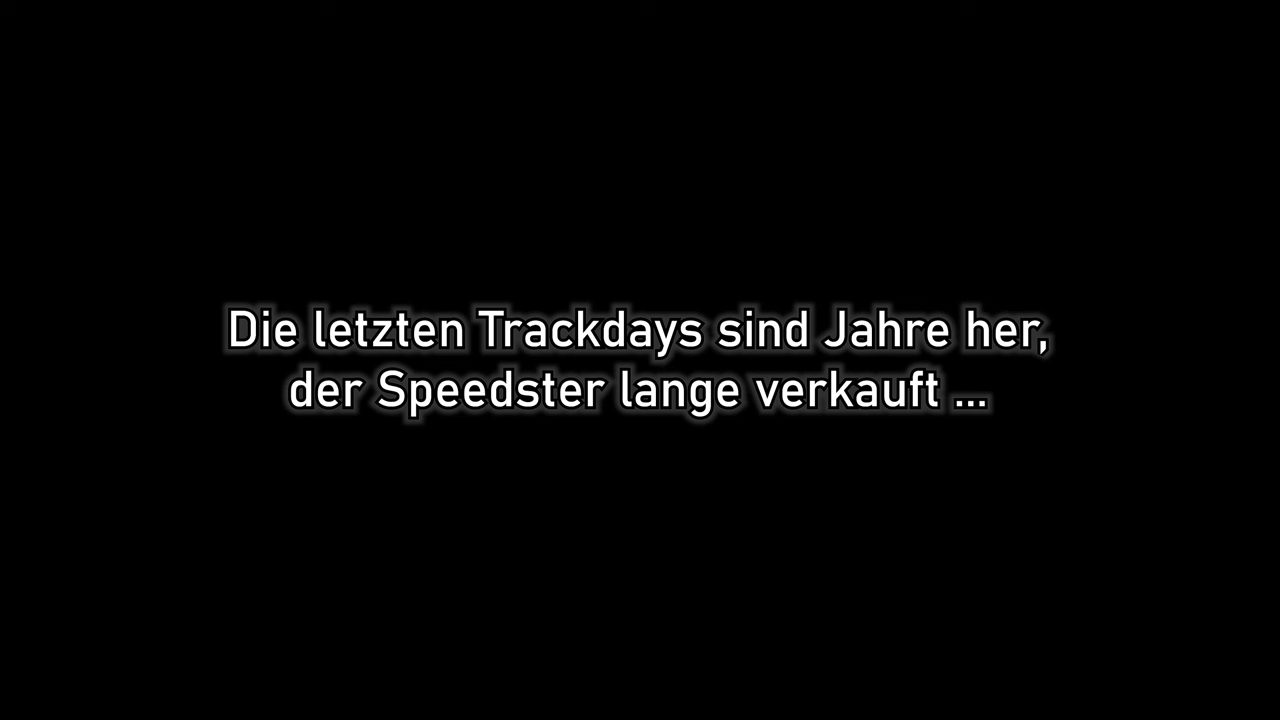 Die letzten Trackdays sind Jahre her,
der Speedster lange verkauft ...